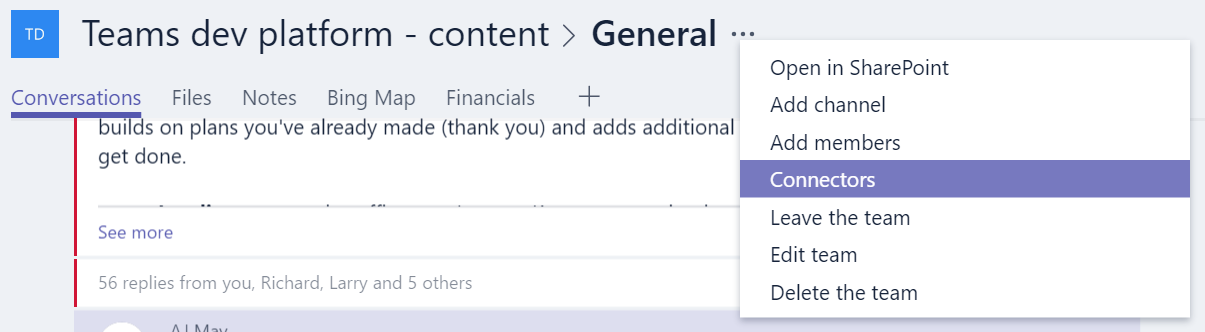 TD
Teams dev platform - content > General ...
Conversations Files Notes Bing Map Financials +
builds on plans you've already made (thank you) and adds additional
get done.
See more
56 replies from you, Richard, Larry and 5 others
AJ May
Open in SharePoint
Add channel
Add members
Connectors
Leave the team
Edit team
Delete the team